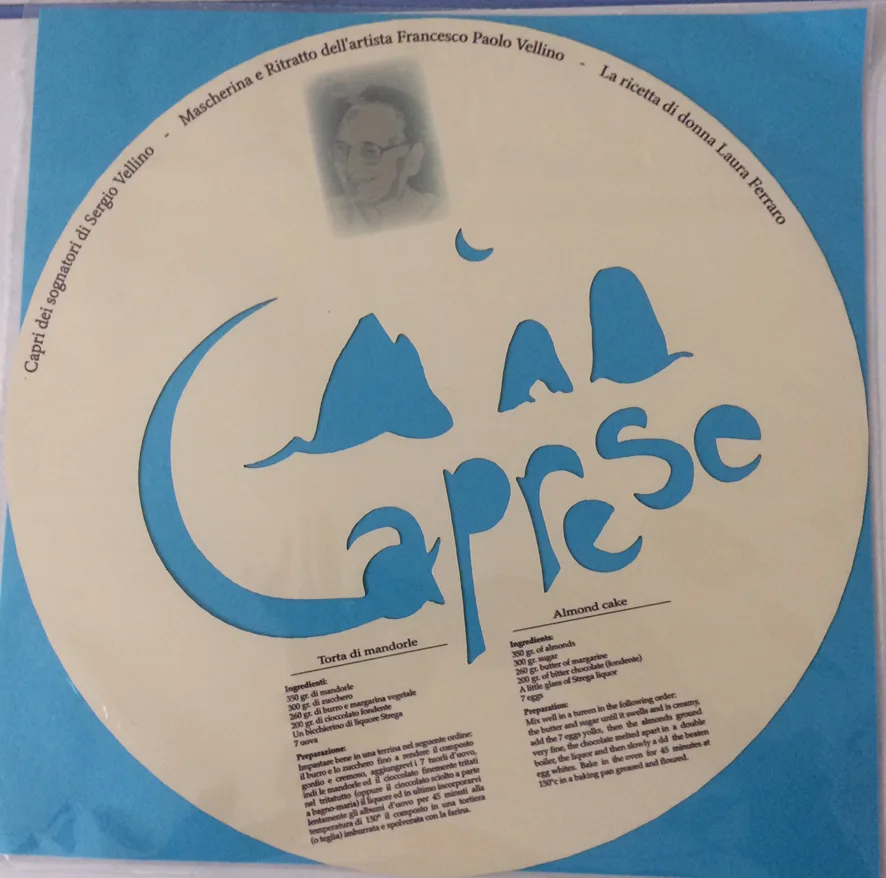 Capri dei sognatori di Sergio Vellino - Mascherina e Ritratto dell'artista Francesco Paolo Vellino - La ricetta di donna Laura Ferraro
Caprese
Torta di mandorle
Ingredienti:
350 gr. di mandorle
300 gr. di zucchero
260 gr. di burro e margarina vegetale
200 gr. di cioccolato fondente
Un bicchierino di liquore Strega
7 uova
Preparazione:
Impastare bene in una terrina nel seguente ordine:
il burro e lo zucchero fino a rendere il composto
gonfio e cremoso, aggiungervi i 7 tuorli d'uovo,
indi le mandorle ed il cioccolato finemente tritati
nel tritatutto (oppure il cioccolato sciolto a parte
a bagno-maria) il liquore ed in ultimo incorporarvi
lentamente gli albumi d'uovo per 45 minuti alla
temperatura di 150° il composto in una tortiera
(o teglia) imburrata e spolverata con la farina.
Almond cake
Ingredients:
350 gr. of almonds
300 gr. sugar
260 gr. butter of margarine
200 gr. of bitter chocolate (fondente)
A little glass of Strega liquor
7 eggs
Preparation:
Mix well in a tureen in the following order:
the butter and sugar until it swells and is creamy,
add the 7 eggs yolks, then the almonds ground
very fine, the chocolate melted apart in a double
boiler, the liquor and then slowly a dd the beaten
egg whites. Bake in the oven for 45 minutes at
150°c in a baking pan greased and floured.